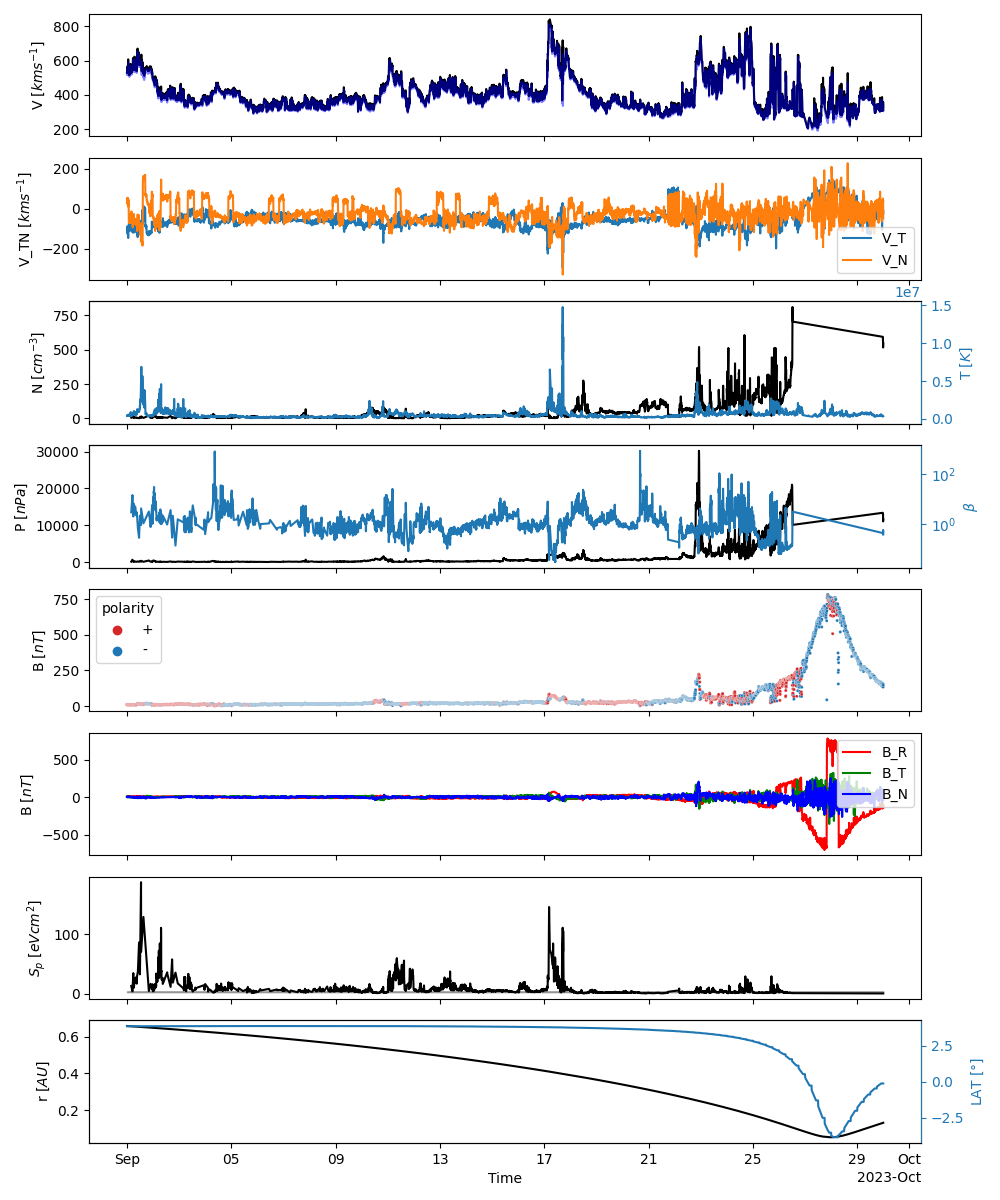 800
600
400
200
V [kms⁻¹]
200
0
−200
V_TN [kms⁻¹]
V_T
V_N
1e7
750
500
250
0
N [cm⁻³]
1.5
1.0
0.5
0.0
T [K]
30000
20000
10000
0
P [nPa]
10²
10⁰
β
750
500
250
0
B [nT]
polarity
+
-
500
0
−500
B [nT]
B_R
B_T
B_N
100
0
Sₚ [eVcm²]
0.6
0.4
0.2
r [AU]
2.5
0.0
−2.5
LAT [°]
Sep 05 09 13 17 21 25 29 Oct
Time
2023-Oct